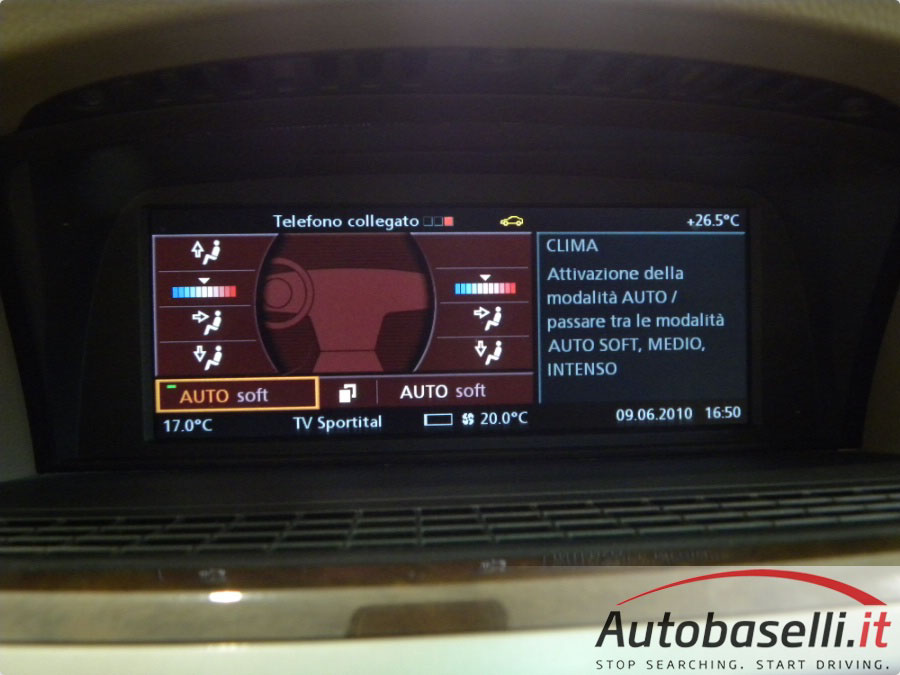 Telefono collegato
+26.5°C
CLIMA
Attivazione della
modalità AUTO /
passare tra le modalità
AUTO SOFT, MEDIO,
INTENSO
AUTO soft
AUTO soft
17.0°C
TV Sportital
20.0°C
09.06.2010 16:50
Autobaselli.it
STOP SEARCHING. START DRIVING.